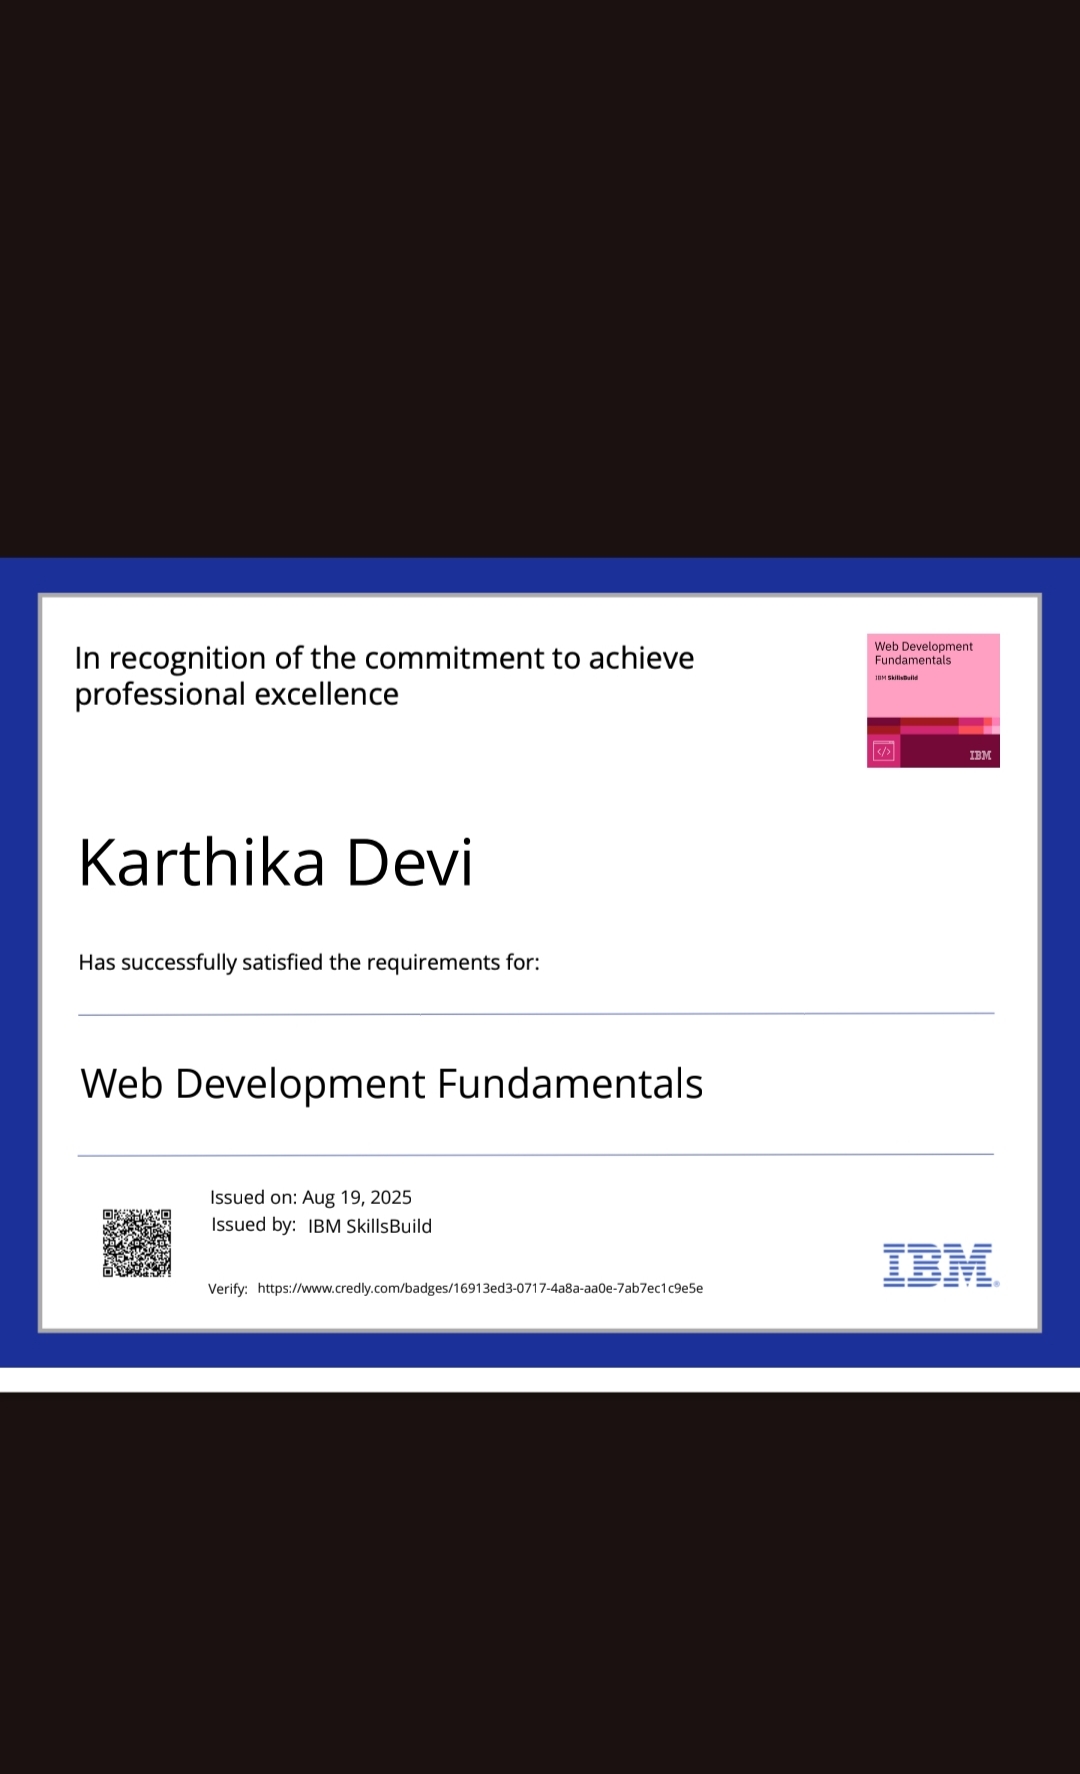 In recognition of the commitment to achieve
professional excellence
Web Development
Fundamentals
IBM SkillsBuild
</>
IBM
Karthika Devi
Has successfully satisfied the requirements for:
Web Development Fundamentals
Issued on: Aug 19, 2025
Issued by: IBM SkillsBuild
Verify: https://www.credly.com/badges/16913ed3-0717-4a8a-aa0e-7ab7ec1c9e5e
IBM®